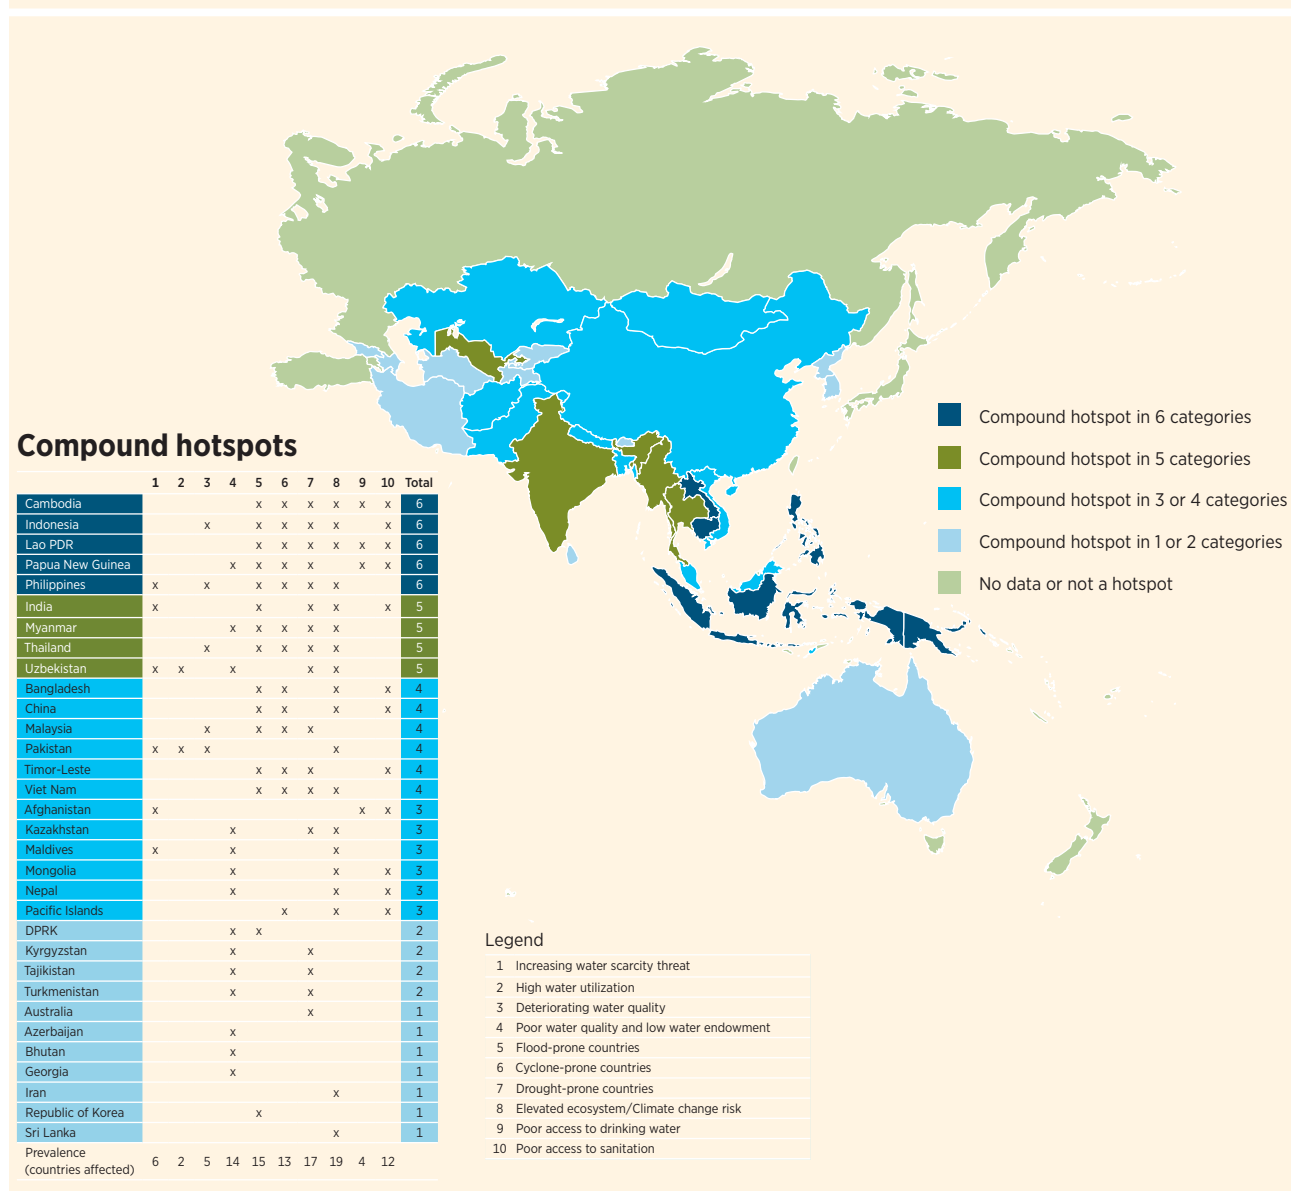 Compound hotspot in 6 categories
Compound hotspot in 5 categories
Compound hotspot in 3 or 4 categories
Compound hotspot in 1 or 2 categories
No data or not a hotspot
Compound hotspots
1 2 3 4 5 6 7 8 9 10 Total
Cambodia x x x x x x 6
Indonesia x x x x x x 6
Lao PDR x x x x x x 6
Papua New Guinea x x x x x x 6
Philippines x x x x x x 6
India x x x x x 5
Myanmar x x x x x 5
Thailand x x x x x 5
Uzbekistan x x x x x 5
Bangladesh x x x x 4
China x x x x 4
Malaysia x x x x 4
Pakistan x x x x 4
Timor-Leste x x x x 4
Viet Nam x x x x 4
Afghanistan x x x 3
Kazakhstan x x x 3
Maldives x x x 3
Mongolia x x x 3
Nepal x x x 3
Pacific Islands x x x 3
DPRK x x 2
Kyrgyzstan x x 2
Tajikistan x x 2
Turkmenistan x x 2
Australia x 1
Azerbaijan x 1
Bhutan x 1
Georgia x 1
Iran x 1
Republic of Korea x 1
Sri Lanka x 1
Prevalence
(countries affected) 6 2 5 14 15 13 17 19 4 12
Legend
1 Increasing water scarcity threat
2 High water utilization
3 Deteriorating water quality
4 Poor water quality and low water endowment
5 Flood-prone countries
6 Cyclone-prone countries
7 Drought-prone countries
8 Elevated ecosystem/Climate change risk
9 Poor access to drinking water
10 Poor access to sanitation